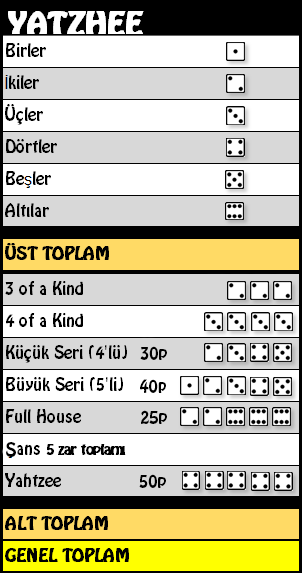 YATZHEE
Birler
İkiler
Üçler
Dörtler
Beşler
Altılar
ÜST TOPLAM
3 of a Kind
4 of a Kind
Küçük Seri (4'lü) 30p
Büyük Seri (5'li) 40p
Full House 25p
Şans 5 zar toplamı
Yahtzee 50p
ALT TOPLAM
GENEL TOPLAM